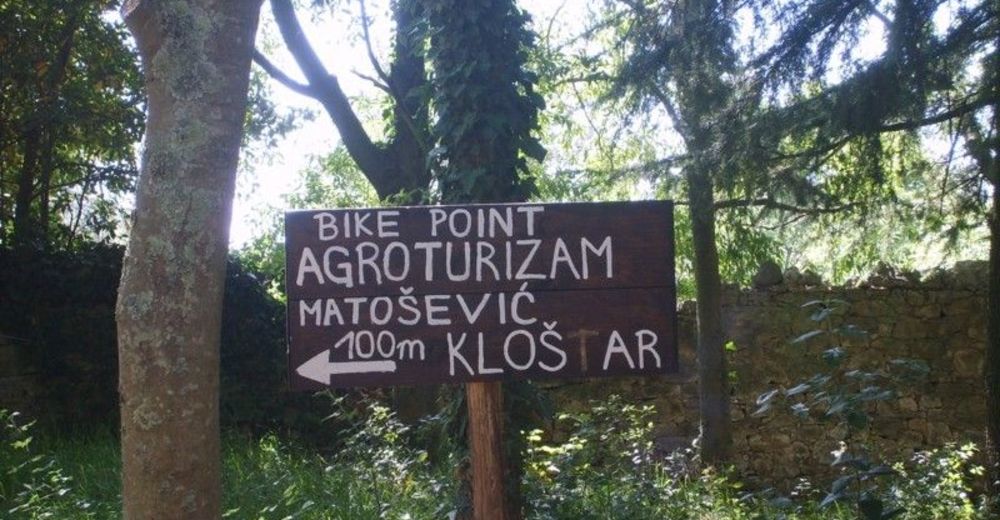 BIKE POINT
AGROTURIZAM
MATOŠEVIĆ
100m KLOŠTAR